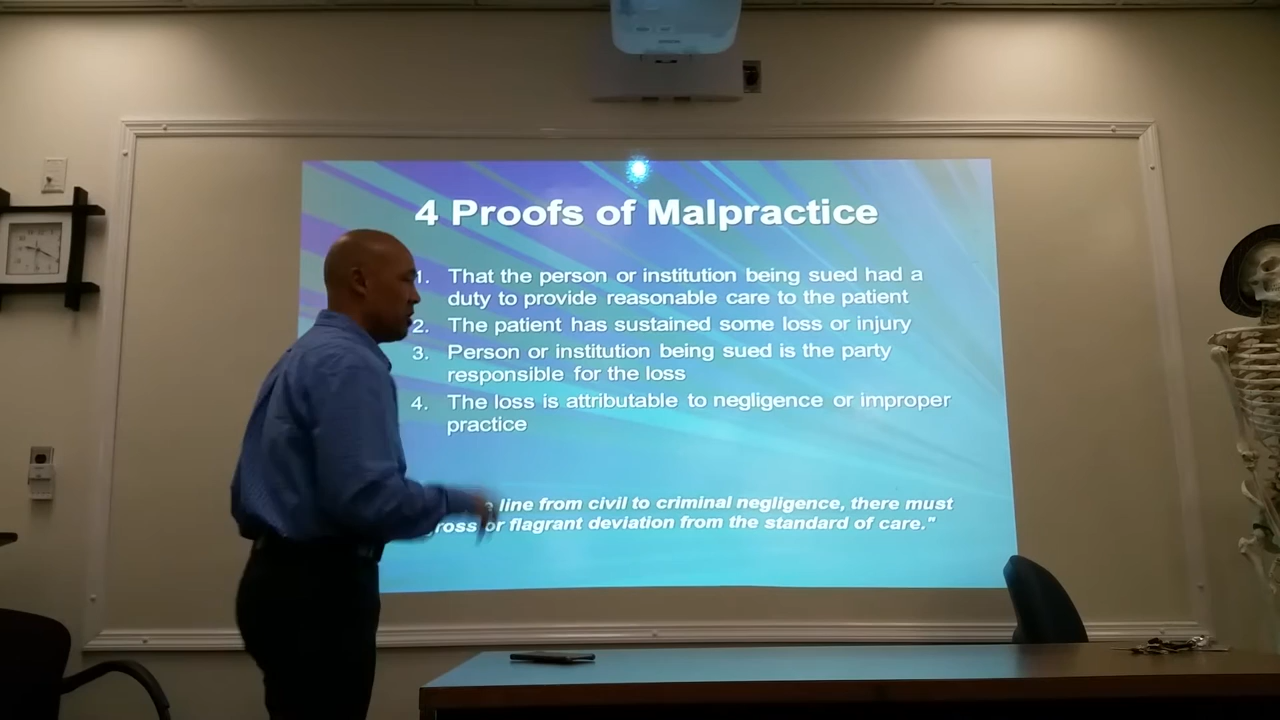 4 Proofs of Malpractice
1. That the person or institution being sued had a
duty to provide reasonable care to the patient
2. The patient has sustained some loss or injury
3. Person or institution being sued is the party
responsible for the loss
4. The loss is attributable to negligence or improper
practice
line from civil to criminal negligence, there must
or flagrant deviation from the standard of care."